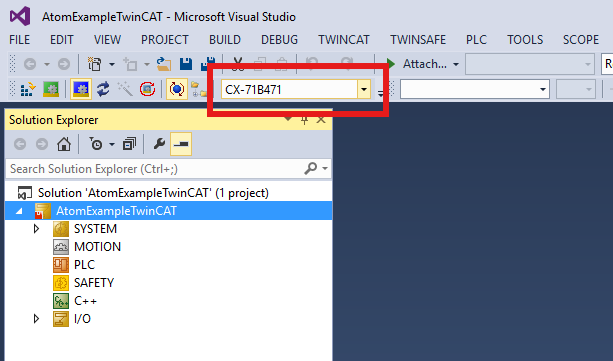 AtomExampleTwinCAT - Microsoft Visual Studio
FILE EDIT VIEW PROJECT BUILD DEBUG TWINCAT TWINSAFE PLC TOOLS SCOPE
Attach... R
CX-71B471
Solution Explorer
Search Solution Explorer (Ctrl+;)
Solution 'AtomExampleTwinCAT' (1 project)
AtomExampleTwinCAT
SYSTEM
MOTION
PLC
SAFETY
C++
I/O